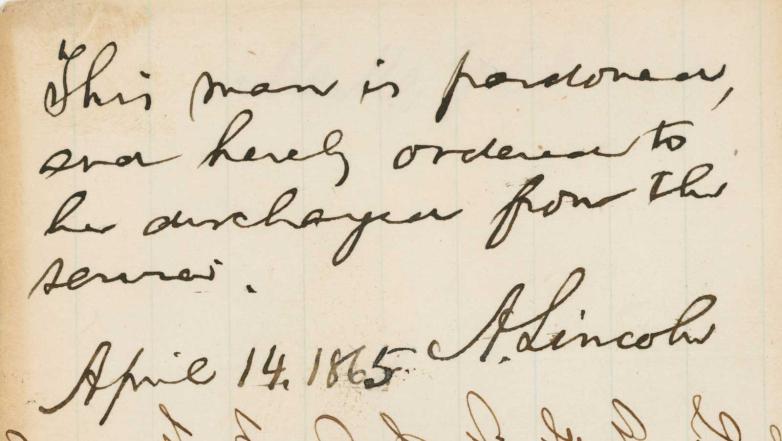 This man is pardoned,
and hereby ordered to
be discharged from the
service.
A. Lincoln
April 14. 1865